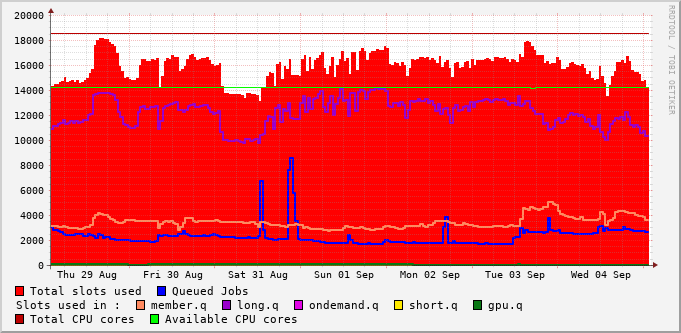 20000
18000
16000
14000
12000
10000
8000
6000
4000
2000
0
Thu 29 Aug Fri 30 Aug Sat 31 Aug Sun 01 Sep Mon 02 Sep Tue 03 Sep Wed 04 Sep
RRDTOOL / TOBI OETIKER
Total slots used Queued Jobs
Slots used in : member.q long.q ondemand.q short.q gpu.q
Total CPU cores Available CPU cores